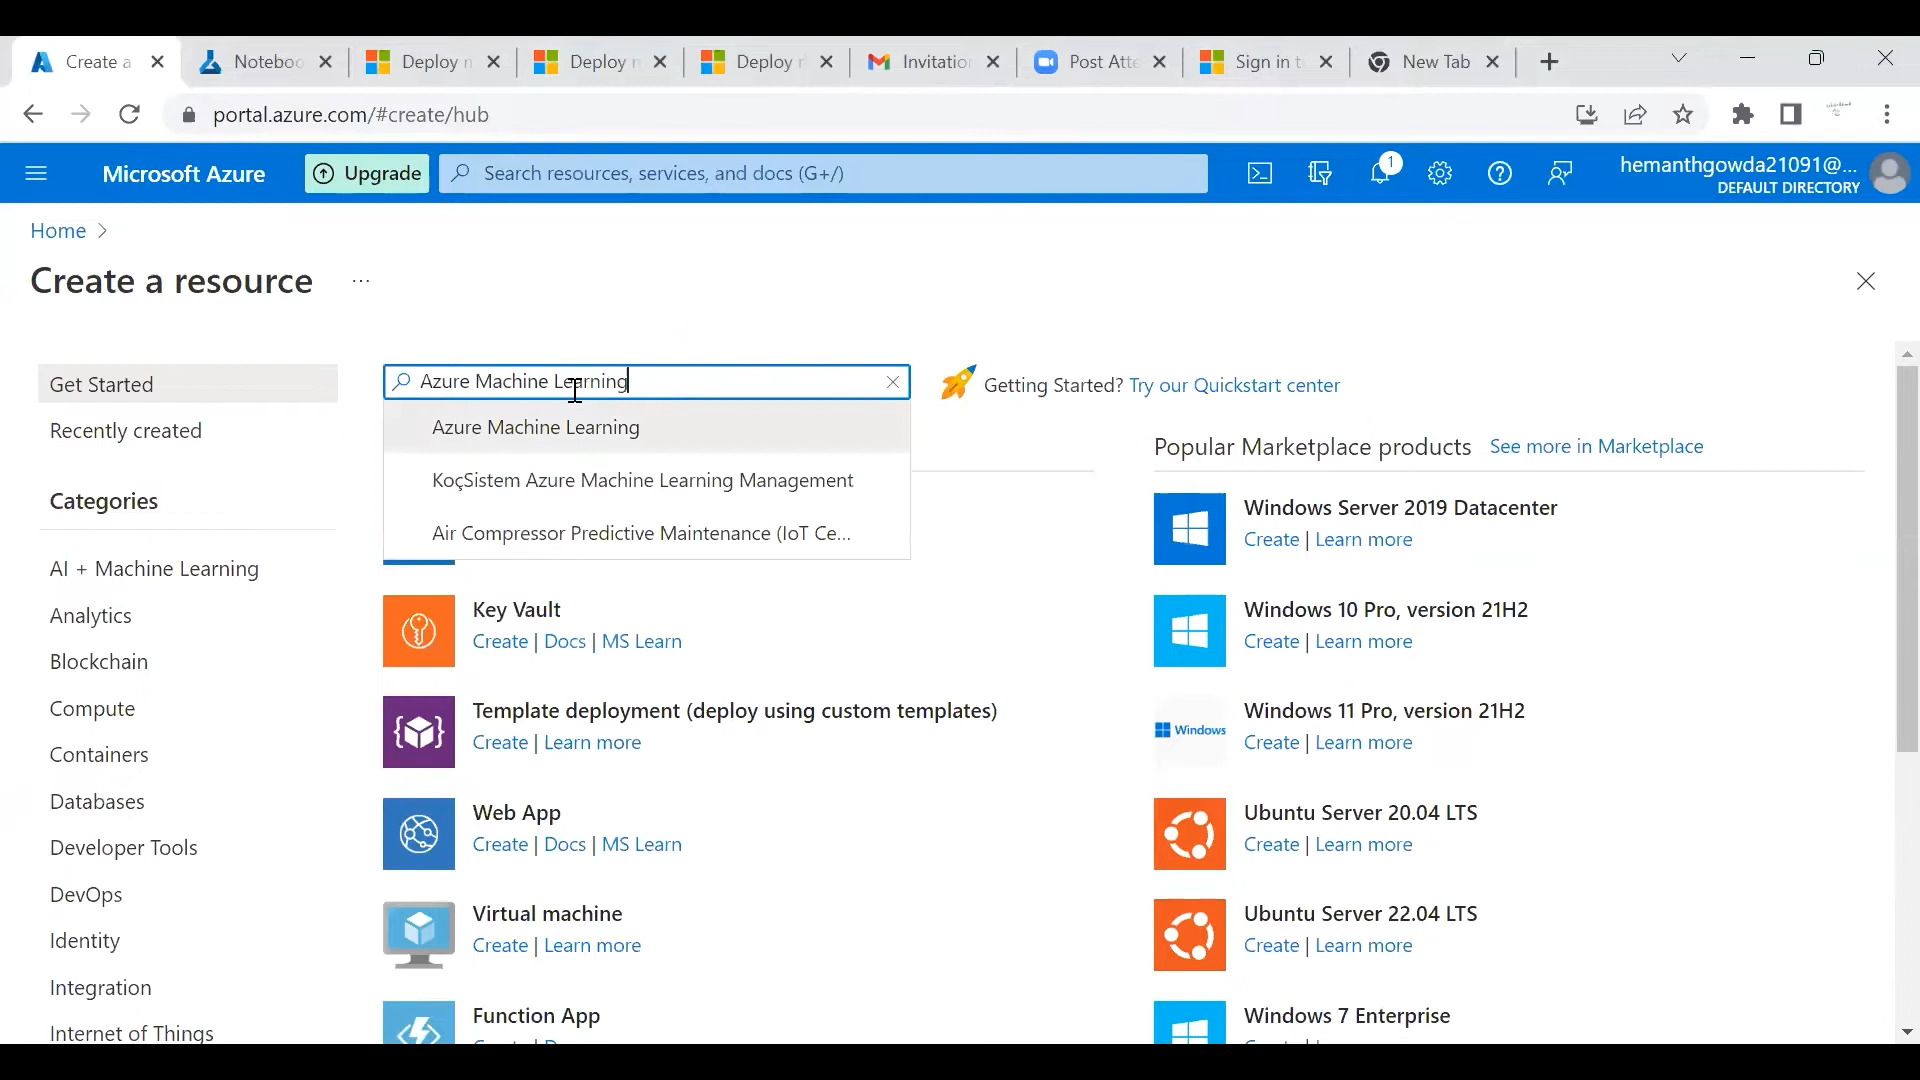 Create a
Notebo
Deploy
Deploy
Deploy
Invitatio
Post Atte
Sign in t
New Tab
portal.azure.com/#create/hub
Microsoft Azure
Upgrade
Search resources, services, and docs (G+/)
1
hemanthgowda21091@...
DEFAULT DIRECTORY
Home >
Create a resource
...
Get Started
Recently created
Categories
AI + Machine Learning
Analytics
Blockchain
Compute
Containers
Databases
Developer Tools
DevOps
Identity
Integration
Internet of Things
Azure Machine Learning
Azure Machine Learning
KoçSistem Azure Machine Learning Management
Air Compressor Predictive Maintenance (IoT Ce...
Getting Started? Try our Quickstart center
Key Vault
Create | Docs | MS Learn
Template deployment (deploy using custom templates)
Create | Learn more
Web App
Create | Docs | MS Learn
Virtual machine
Create | Learn more
Function App
Popular Marketplace products See more in Marketplace
Windows Server 2019 Datacenter
Create | Learn more
Windows 10 Pro, version 21H2
Create | Learn more
Windows
Windows 11 Pro, version 21H2
Create | Learn more
Ubuntu Server 20.04 LTS
Create | Learn more
Ubuntu Server 22.04 LTS
Create | Learn more
Windows 7 Enterprise